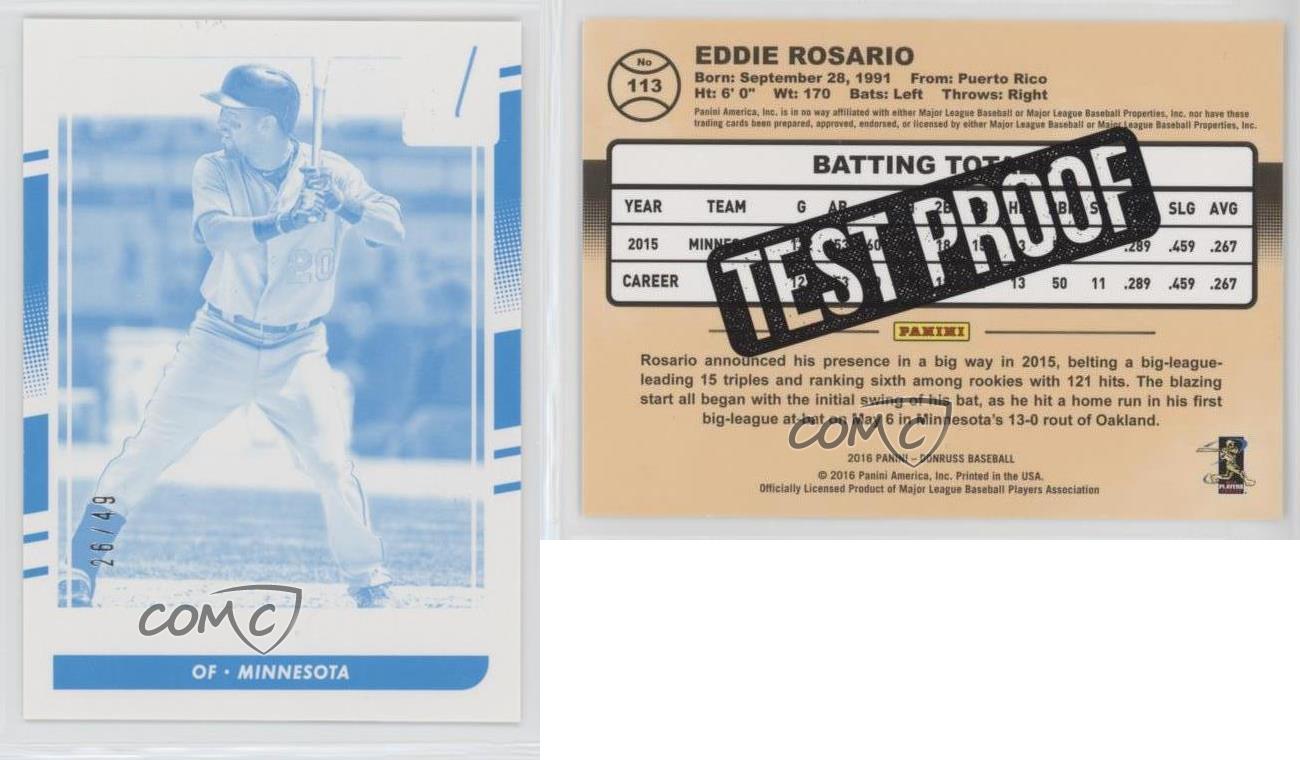 20
26/49
COMC
OF · MINNESOTA
No
113
EDDIE ROSARIO
Born: September 28, 1991 From: Puerto Rico
Ht: 6' 0" Wt: 170 Bats: Left Throws: Right
Panini America, Inc. is in no way affiliated with either Major League Baseball or Major League Baseball Properties, Inc. nor have these
trading cards been prepared, approved, endorsed, or licensed by either Major League Baseball or Major League Baseball Properties, Inc.
BATTING
YEAR TEAM G AB SLG AVG
2015 .289 .459 .267
CAREER 13 50 11 .289 .459 .267
TEST PROOF
PANINI
Rosario announced his presence in a big way in 2015, belting a big-league-
leading 15 triples and ranking sixth among rookies with 121 hits. The blazing
start all began with the initial swing of his bat, as he hit a home run in his first
big-league at-bat on May 6 in Minnesota's 13-0 rout of Oakland.
COMC
2016 PANINI – DONRUSS BASEBALL
© 2016 Panini America, Inc. Printed in the USA.
Officially Licensed Product of Major League Baseball Players Association
PLAYERS